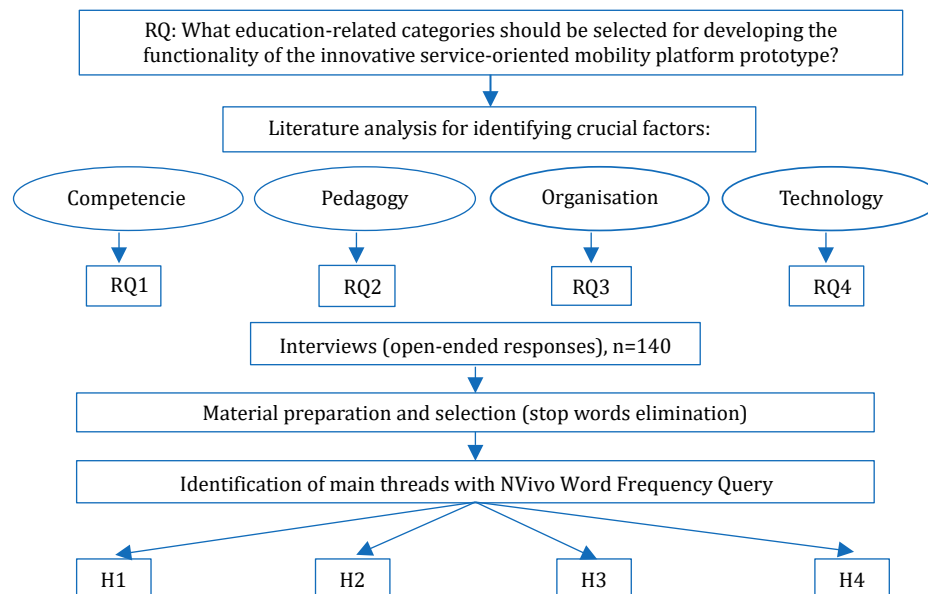 RQ: What education-related categories should be selected for developing the
functionality of the innovative service-oriented mobility platform prototype?
Literature analysis for identifying crucial factors:
Competencie
Pedagogy
Organisation
Technology
RQ1
RQ2
RQ3
RQ4
Interviews (open-ended responses), n=140
Material preparation and selection (stop words elimination)
Identification of main threads with NVivo Word Frequency Query
H1
H2
H3
H4